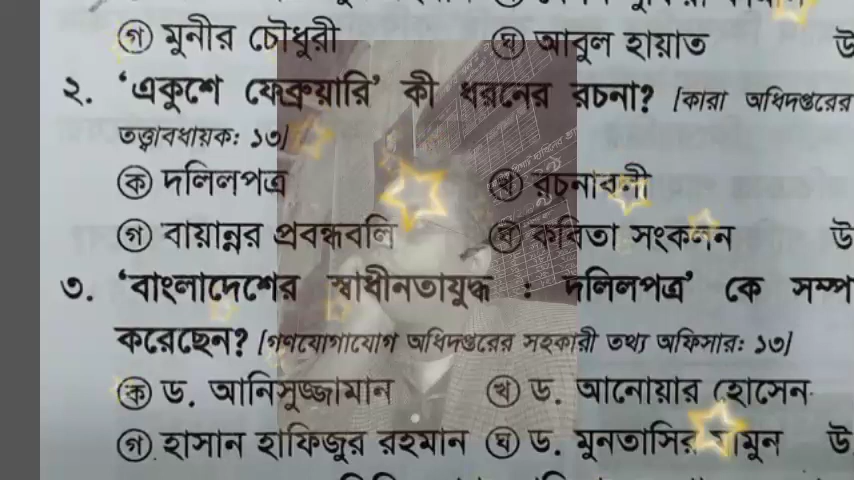 গ মুনীর চৌধুরী ঘ আবুল হায়াত উ
২. ‘একুশে ফেব্রুয়ারি’ কী ধরনের রচনা? [কারা অধিদপ্তরের
তত্ত্বাবধায়ক: ১৩]
ক দলিলপত্র খ রচনাবলী
গ বায়ান্নর প্রবন্ধবলি ঘ কবিতা সংকলন উ
৩. ‘বাংলাদেশের স্বাধীনতাযুদ্ধ : দলিলপত্র’ কে সম্প
করেছেন? [গণযোগাযোগ অধিদপ্তরের সহকারী তথ্য অফিসার: ১৩]
ক ড. আনিসুজ্জামান খ ড. আনোয়ার হোসেন
গ হাসান হাফিজুর রহমান ঘ ড. মুনতাসির মামুন উ